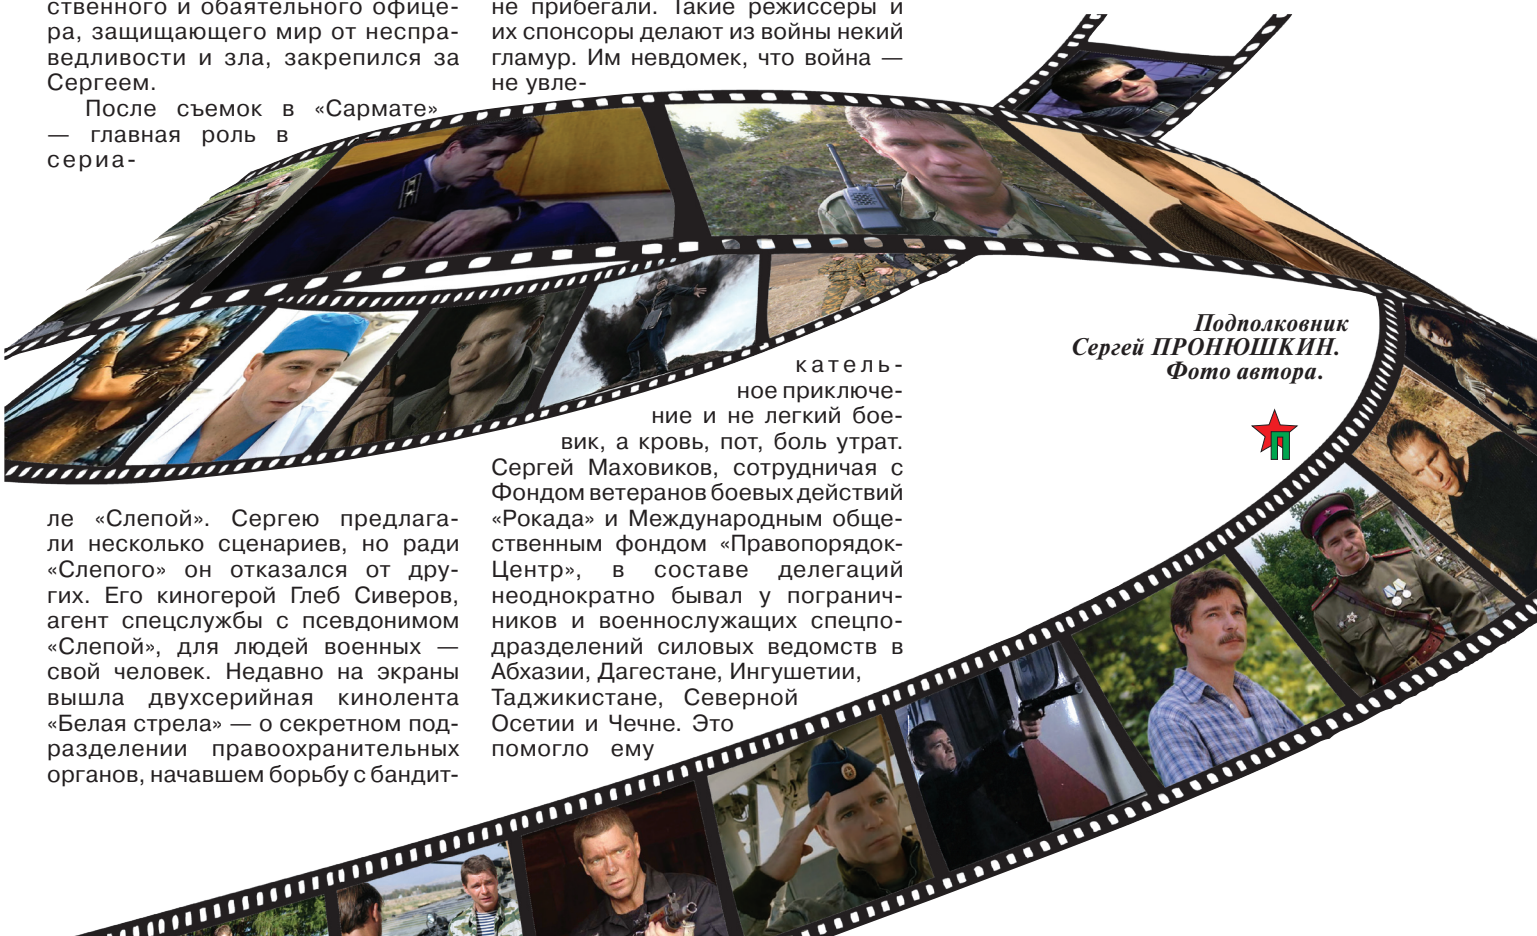 ственного и обаятельного офице-
ра, защищающего мир от неспра-
ведливости и зла, закрепился за
Сергеем.
После съемок в «Сармате»
— главная роль в
сериа-
ле «Слепой». Сергею предлага-
ли несколько сценариев, но ради
«Слепого» он отказался от дру-
гих. Его киногерой Глеб Сиверов,
агент спецслужбы с псевдонимом
«Слепой», для людей военных —
свой человек. Недавно на экраны
вышла двухсерийная кинолента
«Белая стрела» — о секретном под-
разделении правоохранительных
органов, начавшем борьбу с бандит-
не прибегали. Такие режиссеры и
их спонсоры делают из войны некий
гламур. Им невдомек, что война —
не увле-
катель-
ное приключе-
ние и не легкий бое-
вик, а кровь, пот, боль утрат.
Сергей Маховиков, сотрудничая с
Фондом ветеранов боевых действий
«Рокада» и Международным обще-
ственным фондом «Правопорядок-
Центр», в составе делегаций
неоднократно бывал у погранич-
ников и военнослужащих спецпо-
дразделений силовых ведомств в
Абхазии, Дагестане, Ингушетии,
Таджикистане, Северной
Осетии и Чечне. Это
помогло ему
Подполковник
Сергей ПРОНЮШКИН.
Фото автора.
П